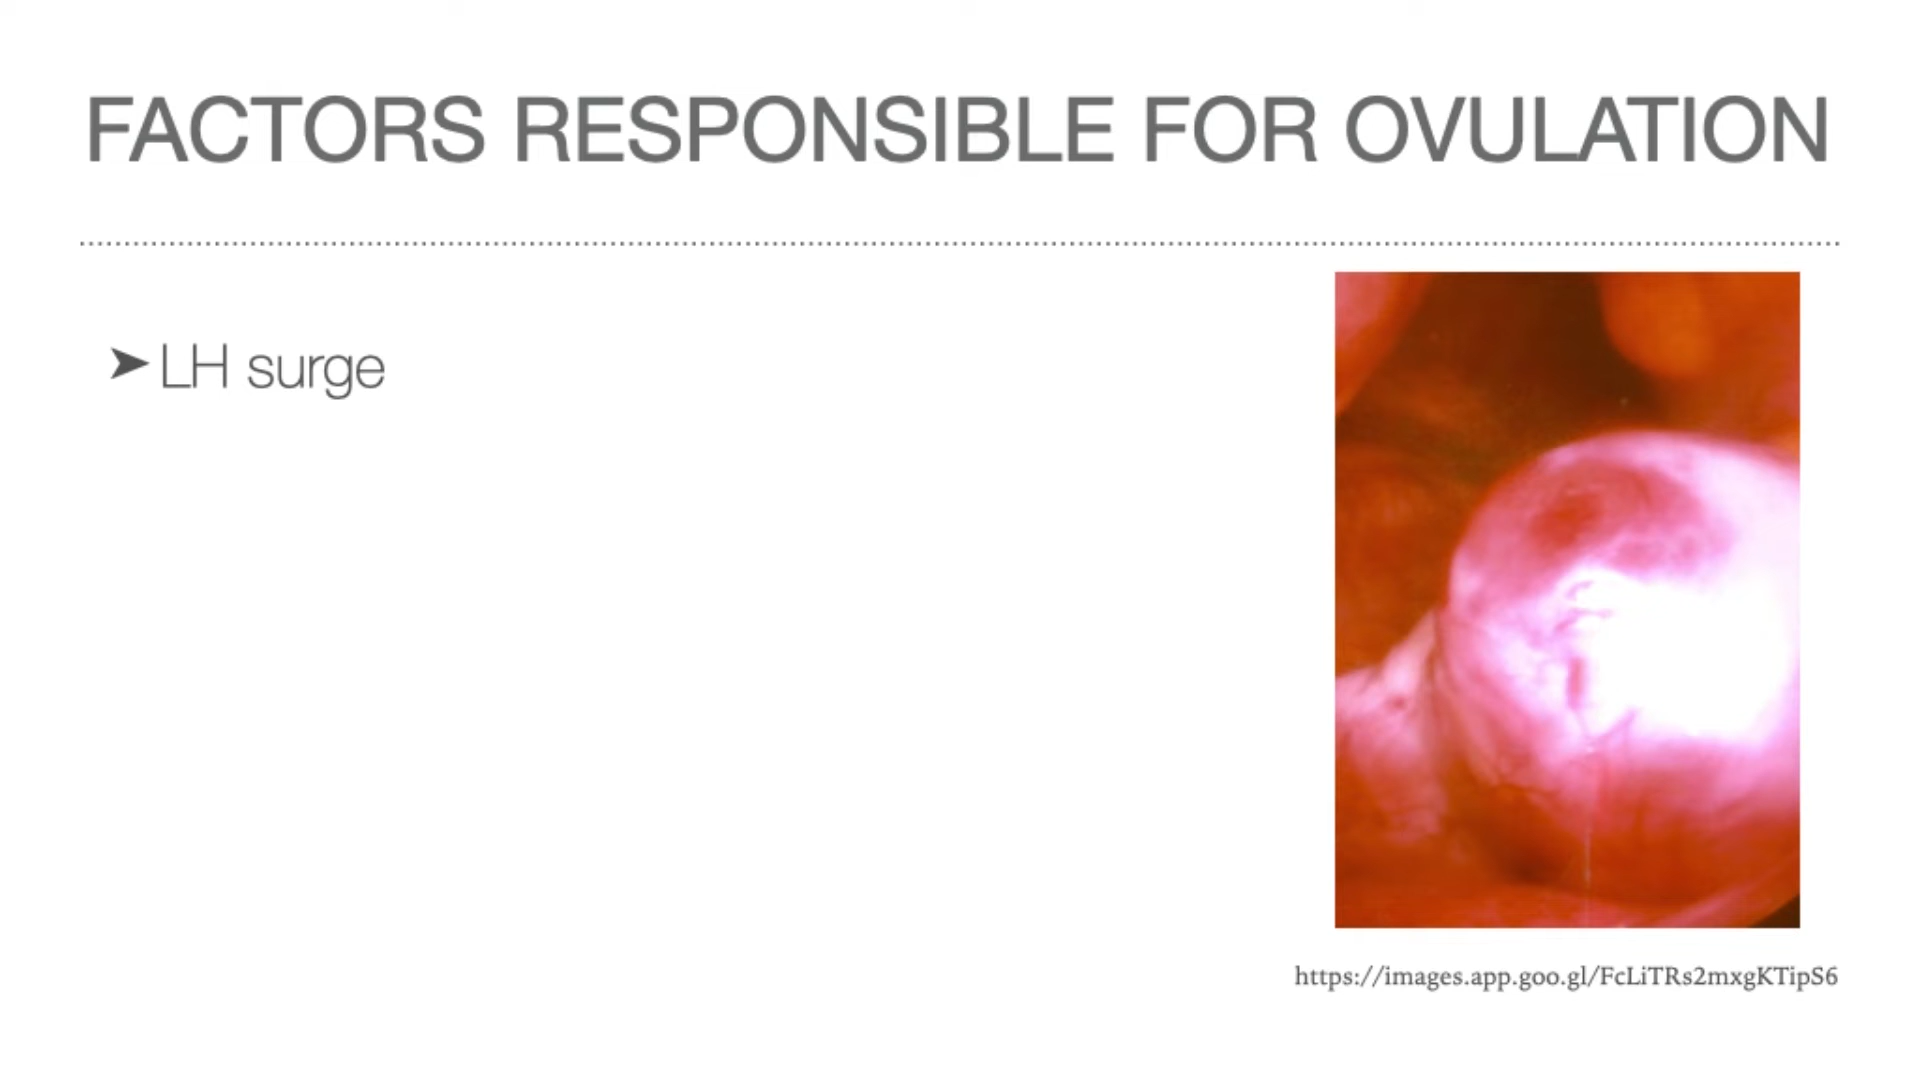 FACTORS RESPONSIBLE FOR OVULATION
➤ LH surge
https://images.app.goo.gl/FcLiTRs2mxgKTipS6